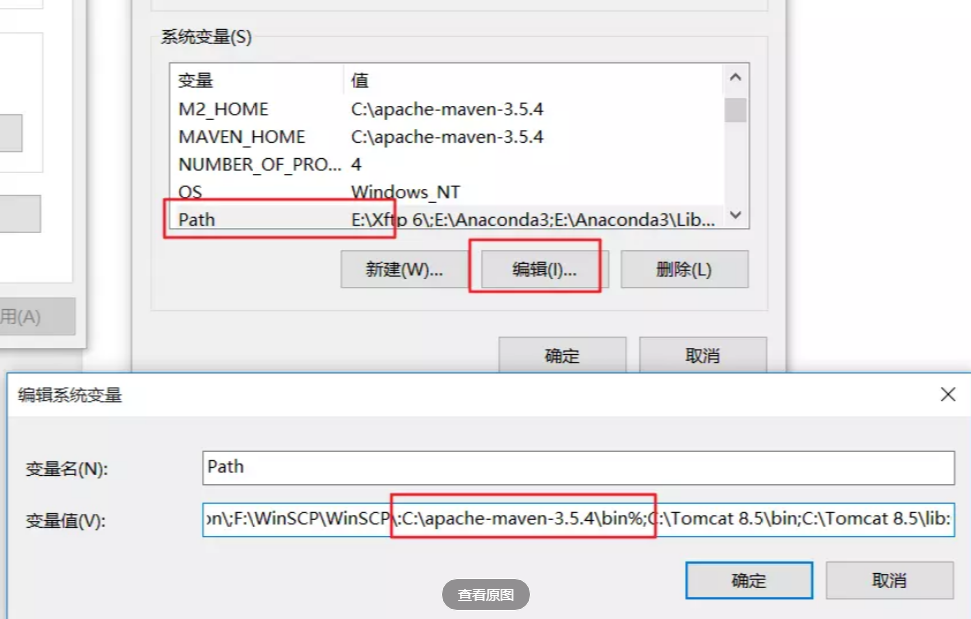 系统变量(S)
变量 值
M2_HOME C:\apache-maven-3.5.4
MAVEN_HOME C:\apache-maven-3.5.4
NUMBER_OF_PRO... 4
OS Windows_NT
Path E:\Xftp 6\;E:\Anaconda3;E:\Anaconda3\Lib...
新建(W)... 编辑(I)... 删除(L)
用(A)
确定 取消
编辑系统变量
变量名(N): Path
变量值(V): on\;F:\WinSCP\WinSCP\;C:\apache-maven-3.5.4\bin%;C:\Tomcat 8.5\bin;C:\Tomcat 8.5\lib;
确定 取消
查看原图